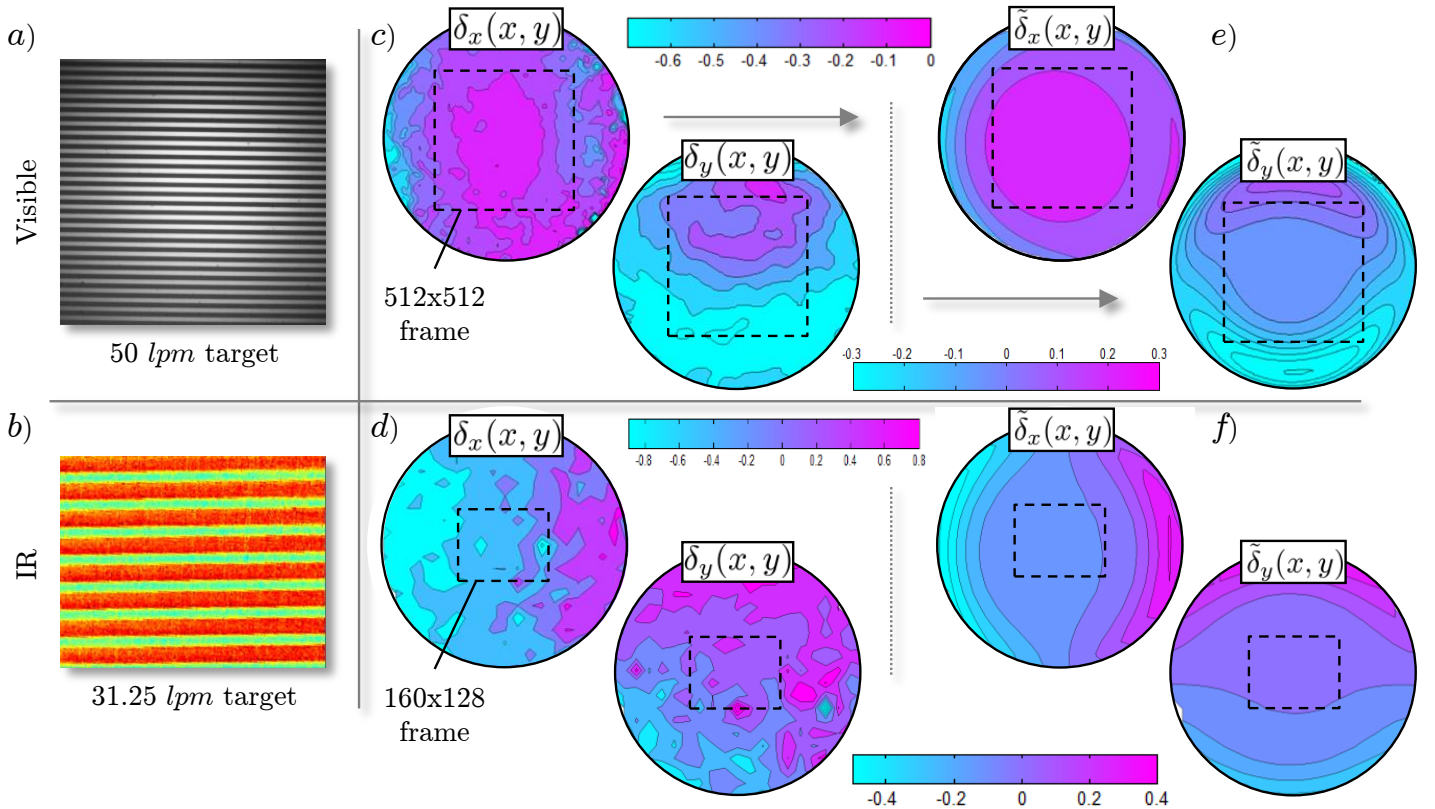 a)
Visible
50 lpm target
b)
IR
31.25 lpm target
c)
δx(x, y)
512x512
frame
δy(x, y)
-0.6 -0.5 -0.4 -0.3 -0.2 -0.1 0
δ̃x(x, y)
e)
δ̃y(x, y)
-0.3 -0.2 -0.1 0 0.1 0.2 0.3
d)
δx(x, y)
160x128
frame
δy(x, y)
-0.8 -0.6 -0.4 -0.2 0 0.2 0.4 0.6 0.8
δ̃x(x, y)
f)
δ̃y(x, y)
-0.4 -0.2 0 0.2 0.4